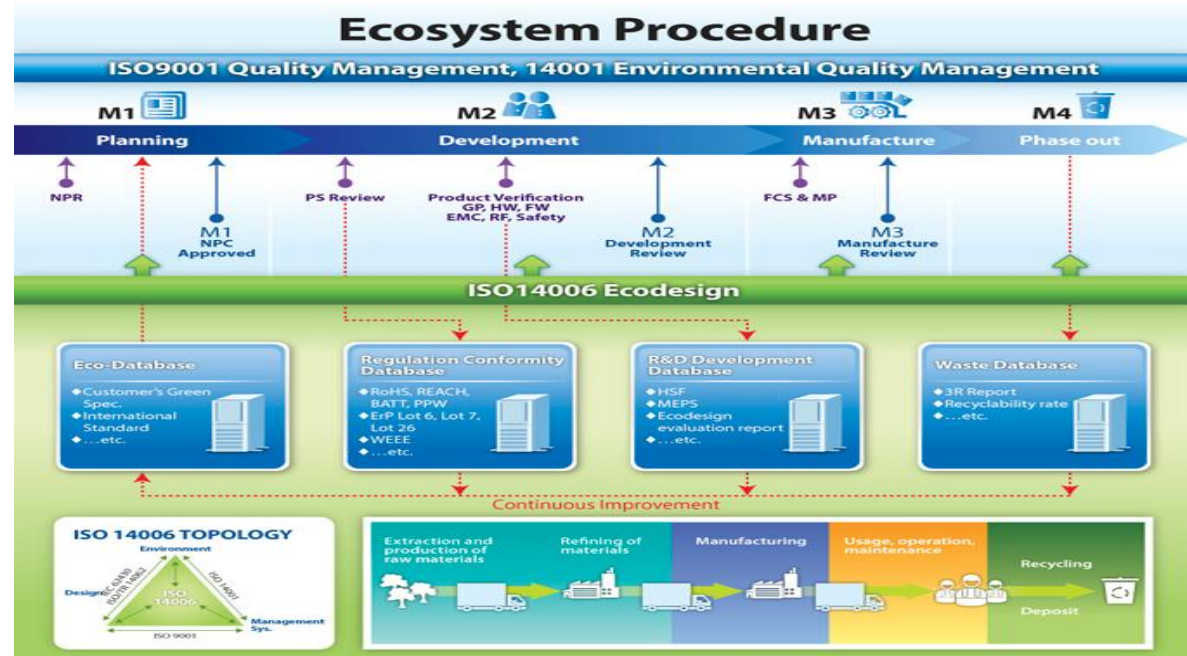 Ecosystem Procedure
ISO9001 Quality Management, 14001 Environmental Quality Management
M1
M2
M3
M4
Planning
Development
Manufacture
Phase out
NPR
M1
NPC
Approved
PS Review
Product Verification
GP, HW, FW
EMC, RF, Safety
M2
Development
Review
FCS & MP
M3
Manufacture
Review
ISO14006 Ecodesign
Eco-Database
◆Customer's Green
Spec.
◆International
Standard
◆...etc.
Regulation Conformity
Database
◆RoHS, REACH,
BATT, PPW
◆ErP Lot 6, Lot 7,
Lot 26
◆WEEE
◆...etc.
R&D Development
Database
◆HSF
◆MEPS
◆Ecodesign
evaluation report
◆...etc.
Waste Database
◆3R Report
◆Recyclability rate
◆...etc.
Continuous Improvement
ISO 14006 TOPOLOGY
Environment
Design
IEC 62430
ISO/TR 14062
ISO 14001
ISO
14006
Management
Sys.
ISO 9001
Extraction and
production of
raw materials
Refining of
materials
Manufacturing
Usage, operation,
maintenance
Recycling
Deposit